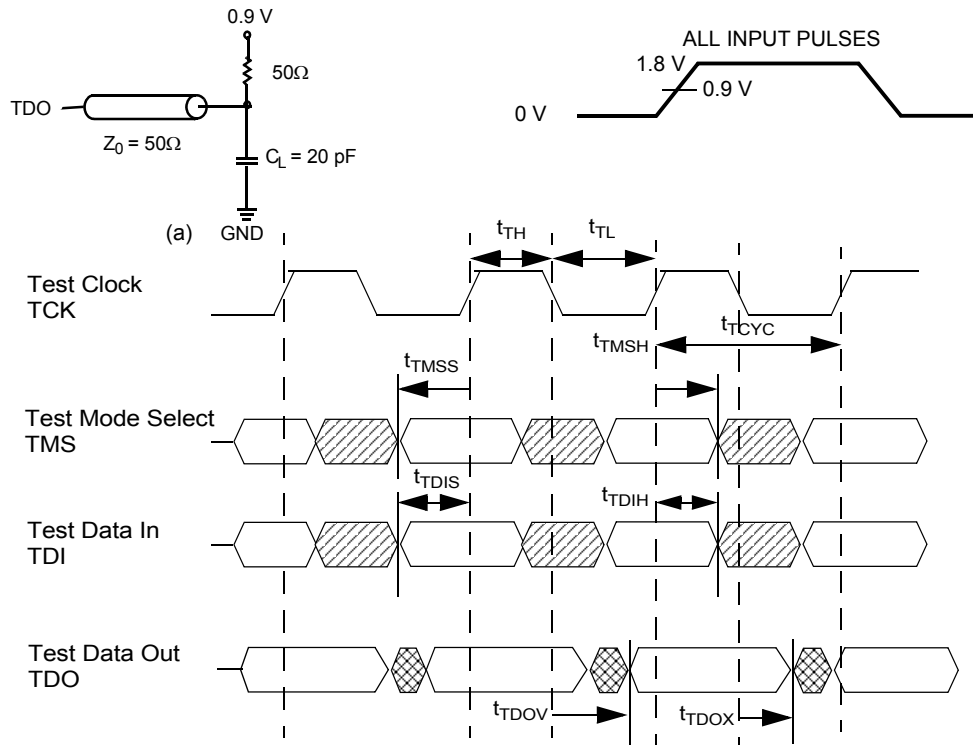 0.9 V
50Ω
TDO
Z0 = 50Ω
CL = 20 pF
(a) GND
ALL INPUT PULSES
1.8 V
0.9 V
0 V
tTH
tTL
Test Clock
TCK
tTMSH
tTCYC
tTMSS
Test Mode Select
TMS
tTDIS
tTDIH
Test Data In
TDI
Test Data Out
TDO
tTDOV
tTDOX